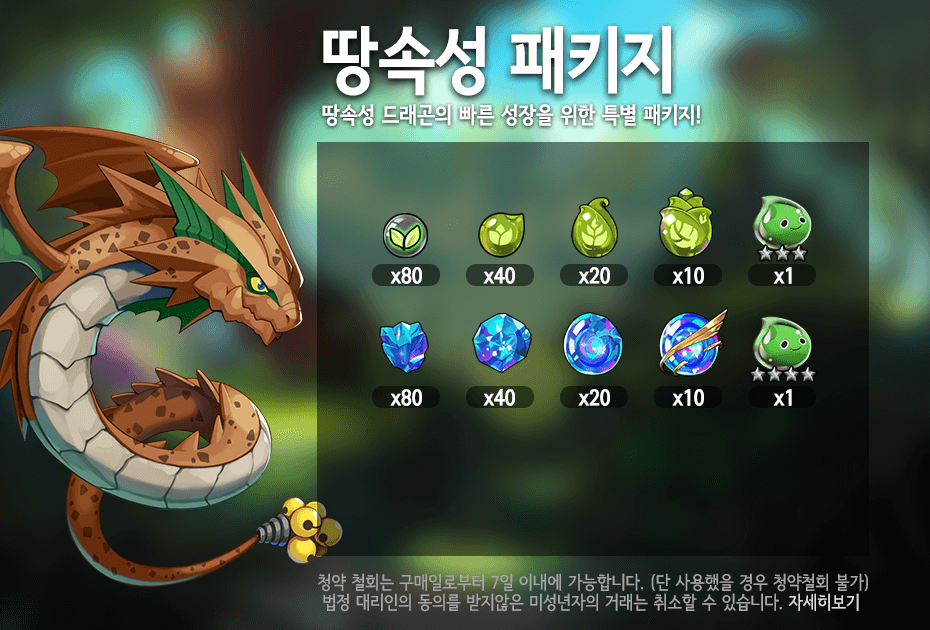 땅속성 패키지
땅속성 드래곤의 빠른 성장을 위한 특별 패키지!
x80 x40 x20 x10 x1
x80 x40 x20 x10 x1
청약 철회는 구매일로부터 7일 이내에 가능합니다. (단 사용했을 경우 청약철회 불가)
법정 대리인의 동의를 받지않은 미성년자의 거래는 취소할 수 있습니다. 자세히보기